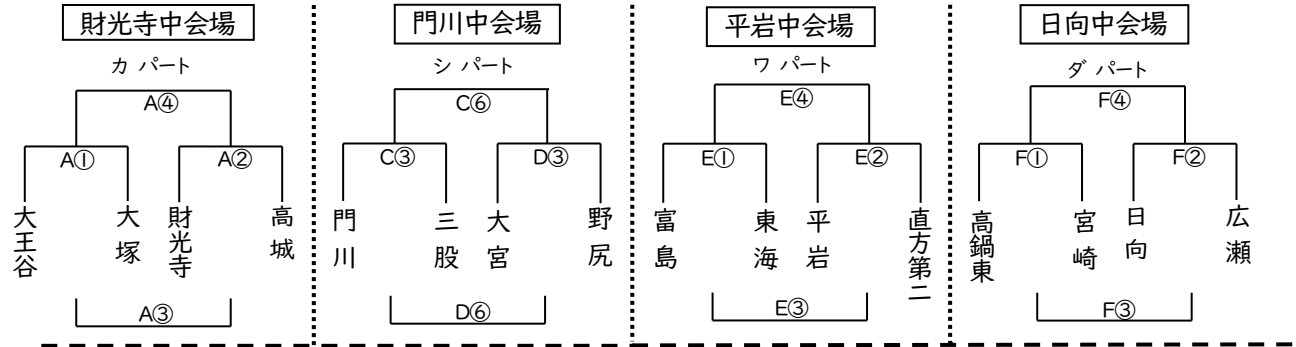 財光寺中会場
門川中会場
平岩中会場
日向中会場
カ パート
シ パート
ワ パート
ダ パート
A④
C⑥
E④
F④
A①
A②
C③
D③
E①
E②
F①
F②
大王谷
大塚
財光寺
高城
門川
三股
大宮
野尻
富島
東海
平岩
直方第二
高鍋東
宮崎
日向
広瀬
A③
D⑥
E③
F③